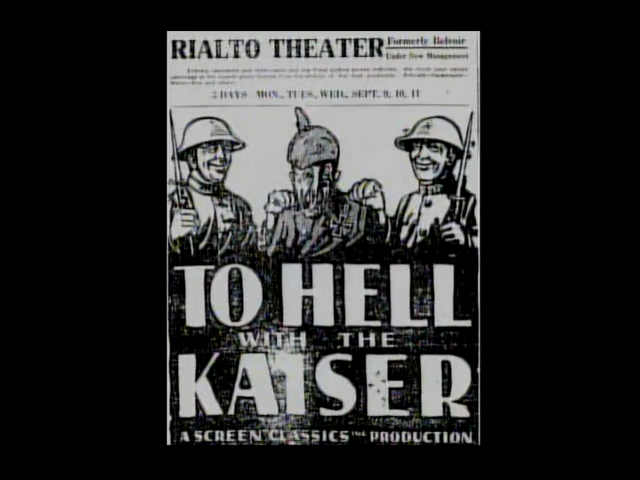 RIALTO THEATER
Formerly Belvoir
Under New Management
3 DAYS MON., TUES., WED., SEPT. 9, 10, 11
TO HELL
WITH THE
KAISER
A SCREEN CLASSICS INC PRODUCTION